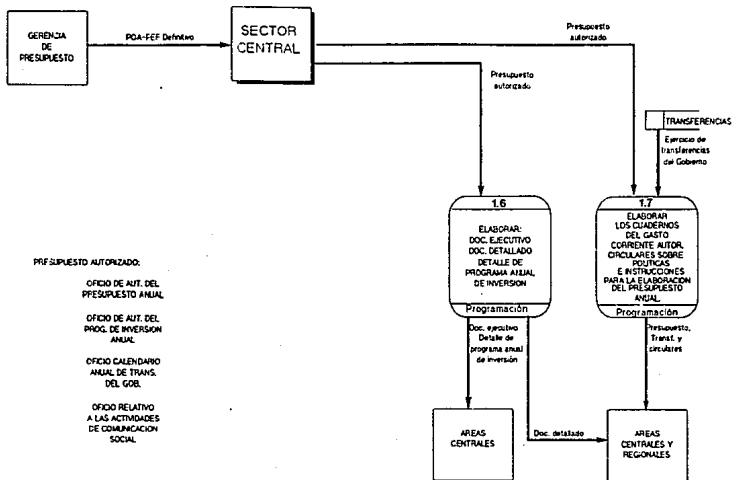 GERENCIA
DE
PRESUPUESTO
POA-FEF Definitivo
SECTOR
CENTRAL
Presupuesto
autorizado
Presupuesto
autorizado
TRANSFERENCIAS
Ejercicio de
transferencias
del Gobierno
1.6
ELABORAR:
DOC. EJECUTIVO
DOC. DETALLADO
DETALLE DE
PROGRAMA ANUAL
DE INVERSION
Programación
1.7
ELABORAR
LOS CUADERNOS
DEL GASTO
CORRIENTE AUTOR.
CIRCULARES SOBRE
POLITICAS
E INSTRUCCIONES
PARA LA ELABORACION
DEL PRESUPUESTO
ANUAL
Programación
PRESUPUESTO AUTORIZADO:
OFICIO DE AUT. DEL
PRESUPUESTO ANUAL
OFICIO DE AUT. DEL
PROG. DE INVERSION
ANUAL
OFICIO CALENDARIO
ANUAL DE TRANS.
DEL GOB.
OFICIO RELATIVO
A LAS ACTIVIDADES
DE COMUNICACION
SOCIAL
Doc. ejecutivo
Detalle de
programa anual
de inversión
Presupuesto,
Transf. y
circulares
AREAS
CENTRALES
Doc. detallado
AREAS
CENTRALES Y
REGIONALES